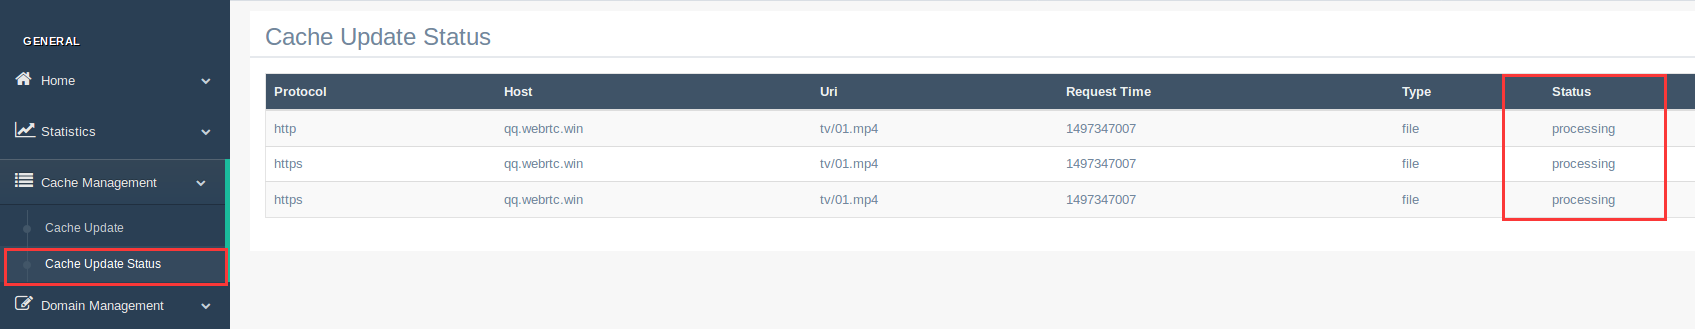 GENERAL
Home
Statistics
Cache Management
Cache Update
Cache Update Status
Domain Management
Cache Update Status
Protocol Host Uri Request Time Type Status
http qq.webrtc.win tv/01.mp4 1497347007 file processing
https qq.webrtc.win tv/01.mp4 1497347007 file processing
https qq.webrtc.win tv/01.mp4 1497347007 file processing